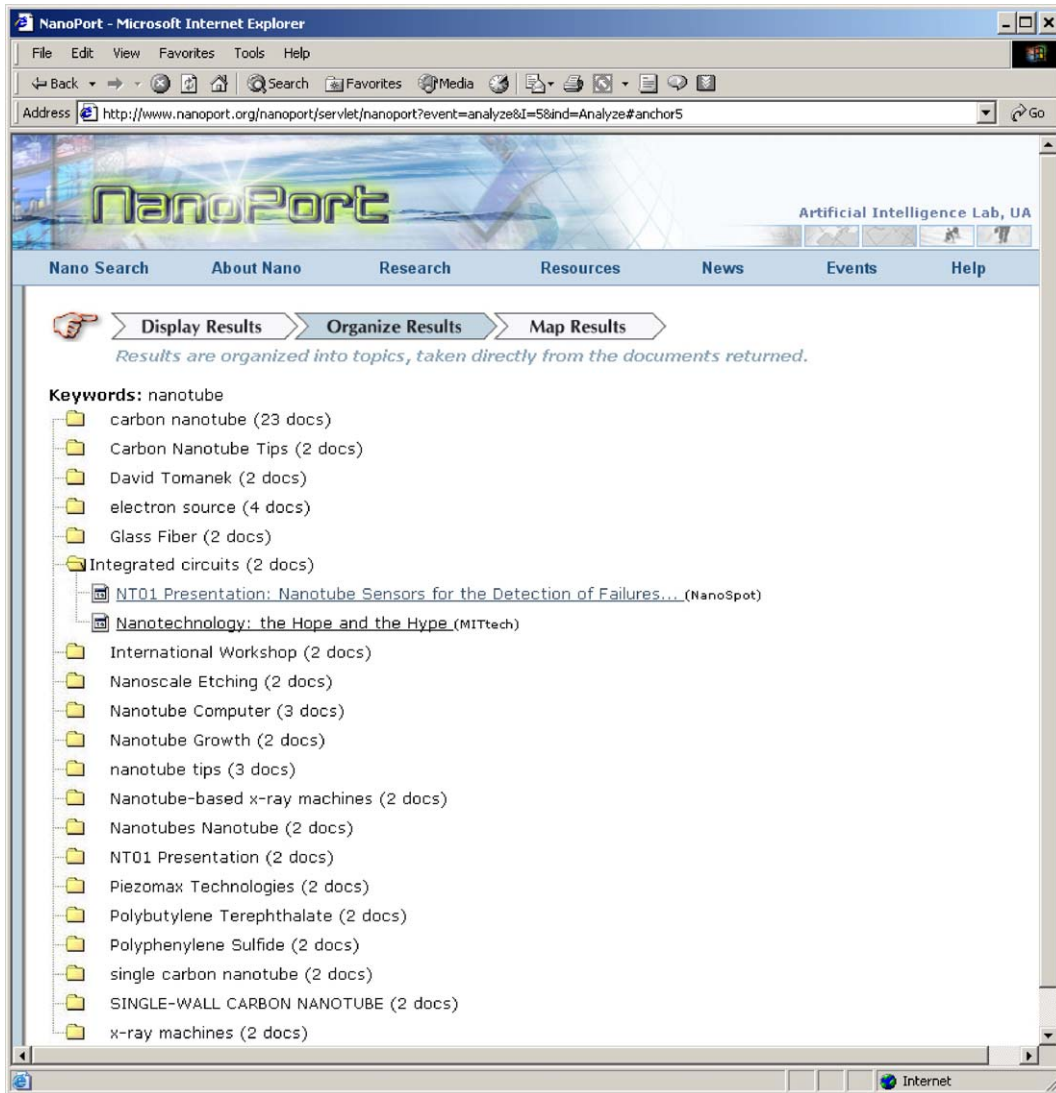 NanoPort - Microsoft Internet Explorer
File Edit View Favorites Tools Help
Back Search Favorites Media
Address http://www.nanoport.org/nanoport/servlet/nanoport?event=analyze&I=5&ind=Analyze#anchor5 Go
NanoPort
Artificial Intelligence Lab, UA
Nano Search About Nano Research Resources News Events Help
Display Results Organize Results Map Results
Results are organized into topics, taken directly from the documents returned.
Keywords: nanotube
carbon nanotube (23 docs)
Carbon Nanotube Tips (2 docs)
David Tomanek (2 docs)
electron source (4 docs)
Glass Fiber (2 docs)
Integrated circuits (2 docs)
NT01 Presentation: Nanotube Sensors for the Detection of Failures... (NanoSpot)
Nanotechnology: the Hope and the Hype (MITtech)
International Workshop (2 docs)
Nanoscale Etching (2 docs)
Nanotube Computer (3 docs)
Nanotube Growth (2 docs)
nanotube tips (3 docs)
Nanotube-based x-ray machines (2 docs)
Nanotubes Nanotube (2 docs)
NT01 Presentation (2 docs)
Piezomax Technologies (2 docs)
Polybutylene Terephthalate (2 docs)
Polyphenylene Sulfide (2 docs)
single carbon nanotube (2 docs)
SINGLE-WALL CARBON NANOTUBE (2 docs)
x-ray machines (2 docs)
Internet